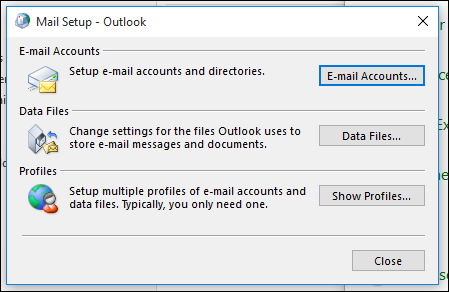 Mail Setup - Outlook
E-mail Accounts
Setup e-mail accounts and directories.
E-mail Accounts...
Data Files
Change settings for the files Outlook uses to
store e-mail messages and documents.
Data Files...
Profiles
Setup multiple profiles of e-mail accounts and
data files. Typically, you only need one.
Show Profiles...
Close